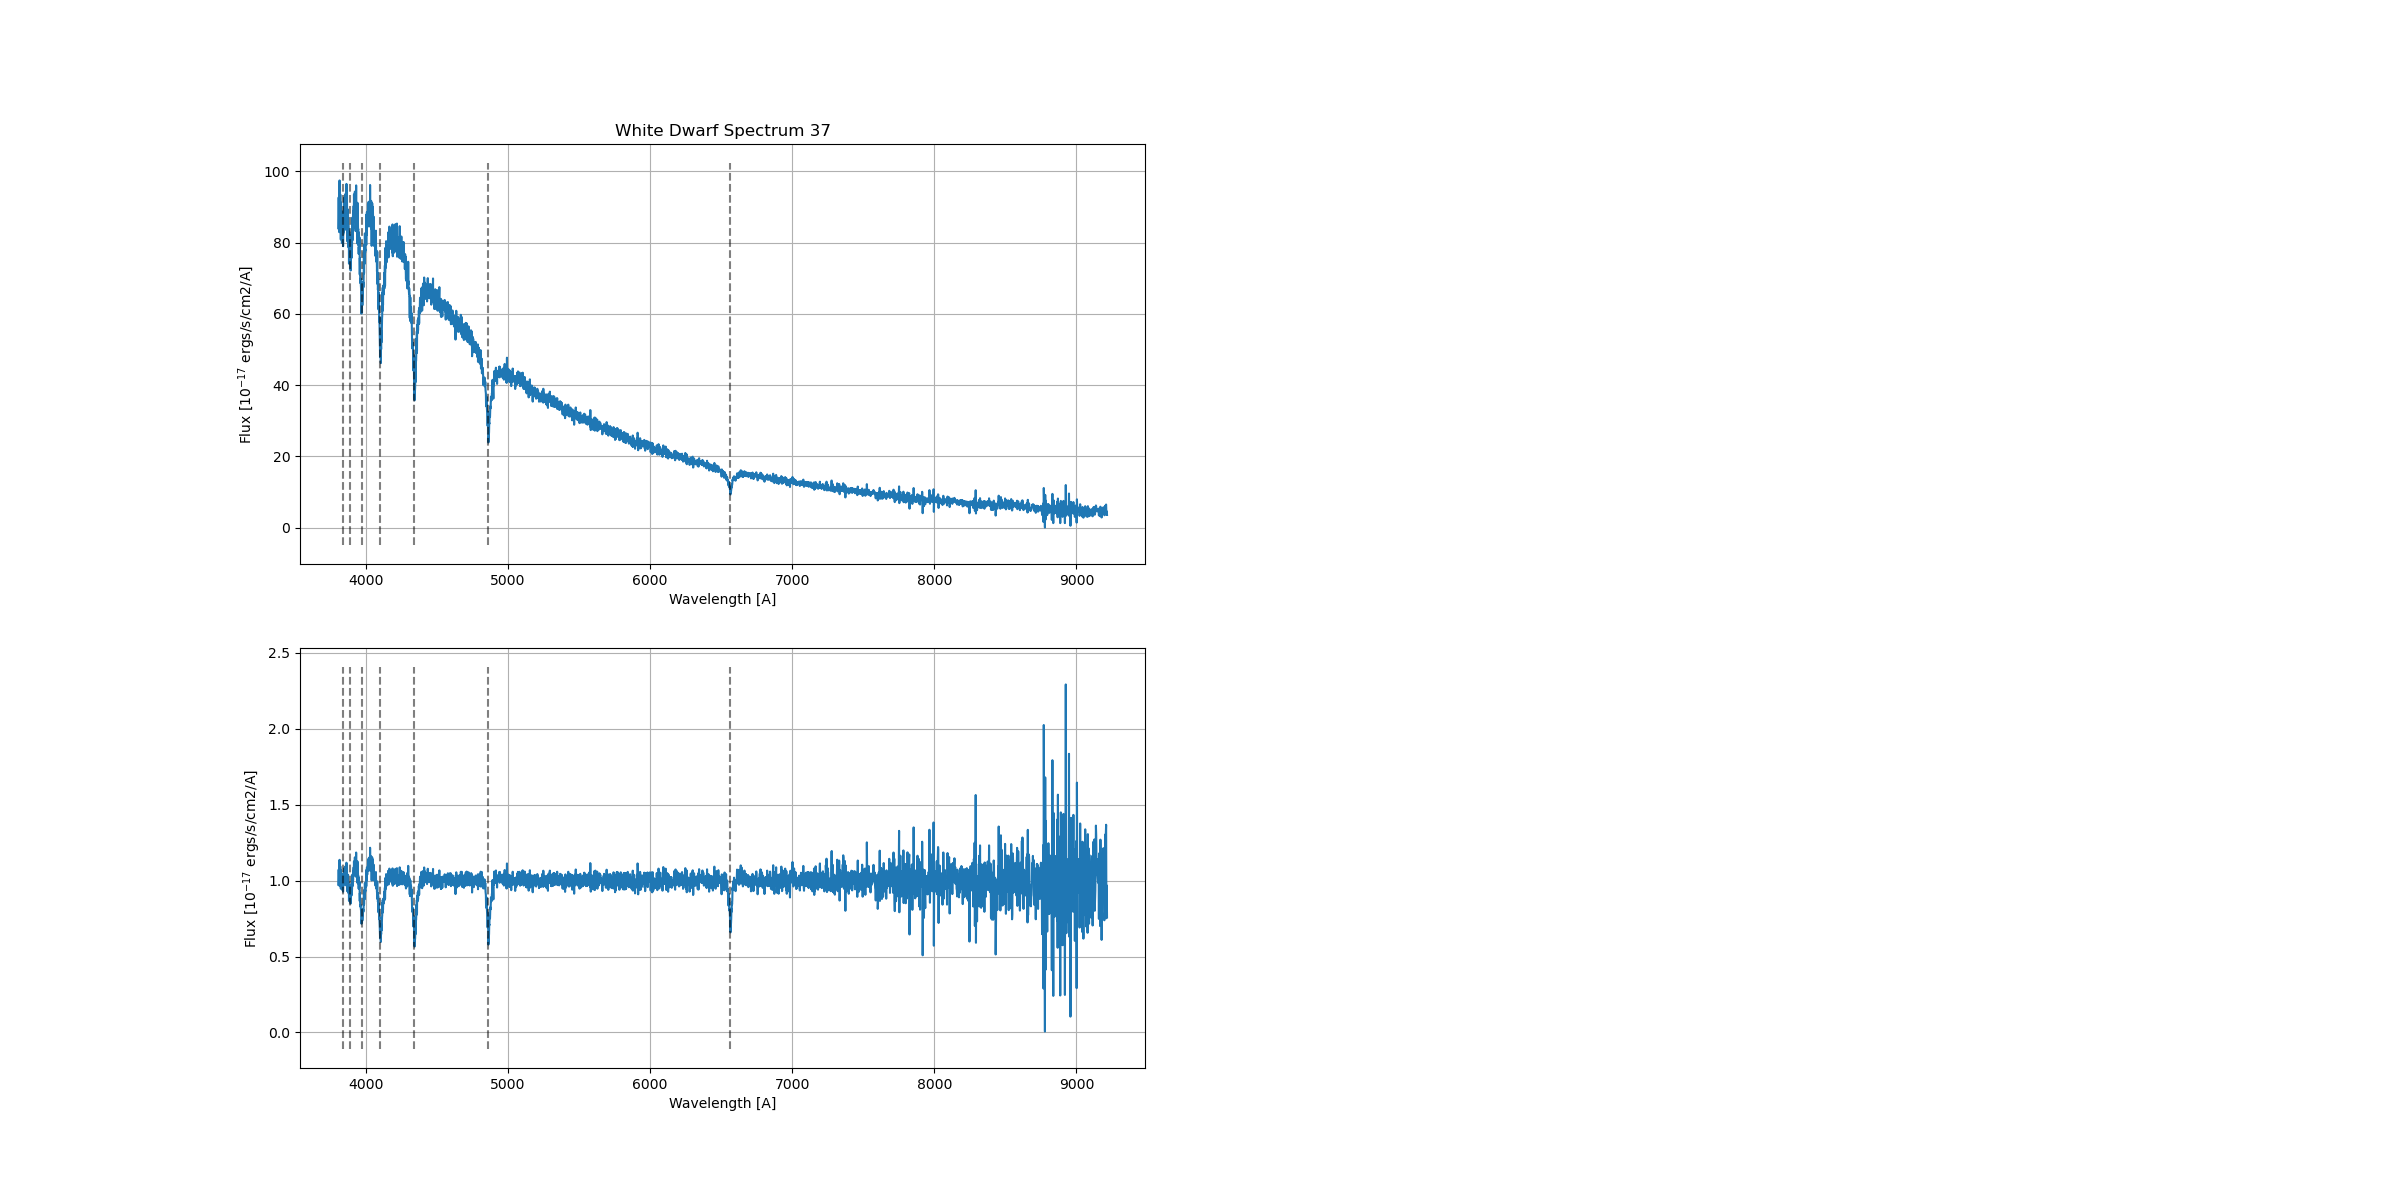 White Dwarf Spectrum 37
100
80
60
40
20
0
Flux [10⁻¹⁷ ergs/s/cm2/A]
4000 5000 6000 7000 8000 9000
Wavelength [A]
2.5
2.0
1.5
1.0
0.5
0.0
Flux [10⁻¹⁷ ergs/s/cm2/A]
4000 5000 6000 7000 8000 9000
Wavelength [A]